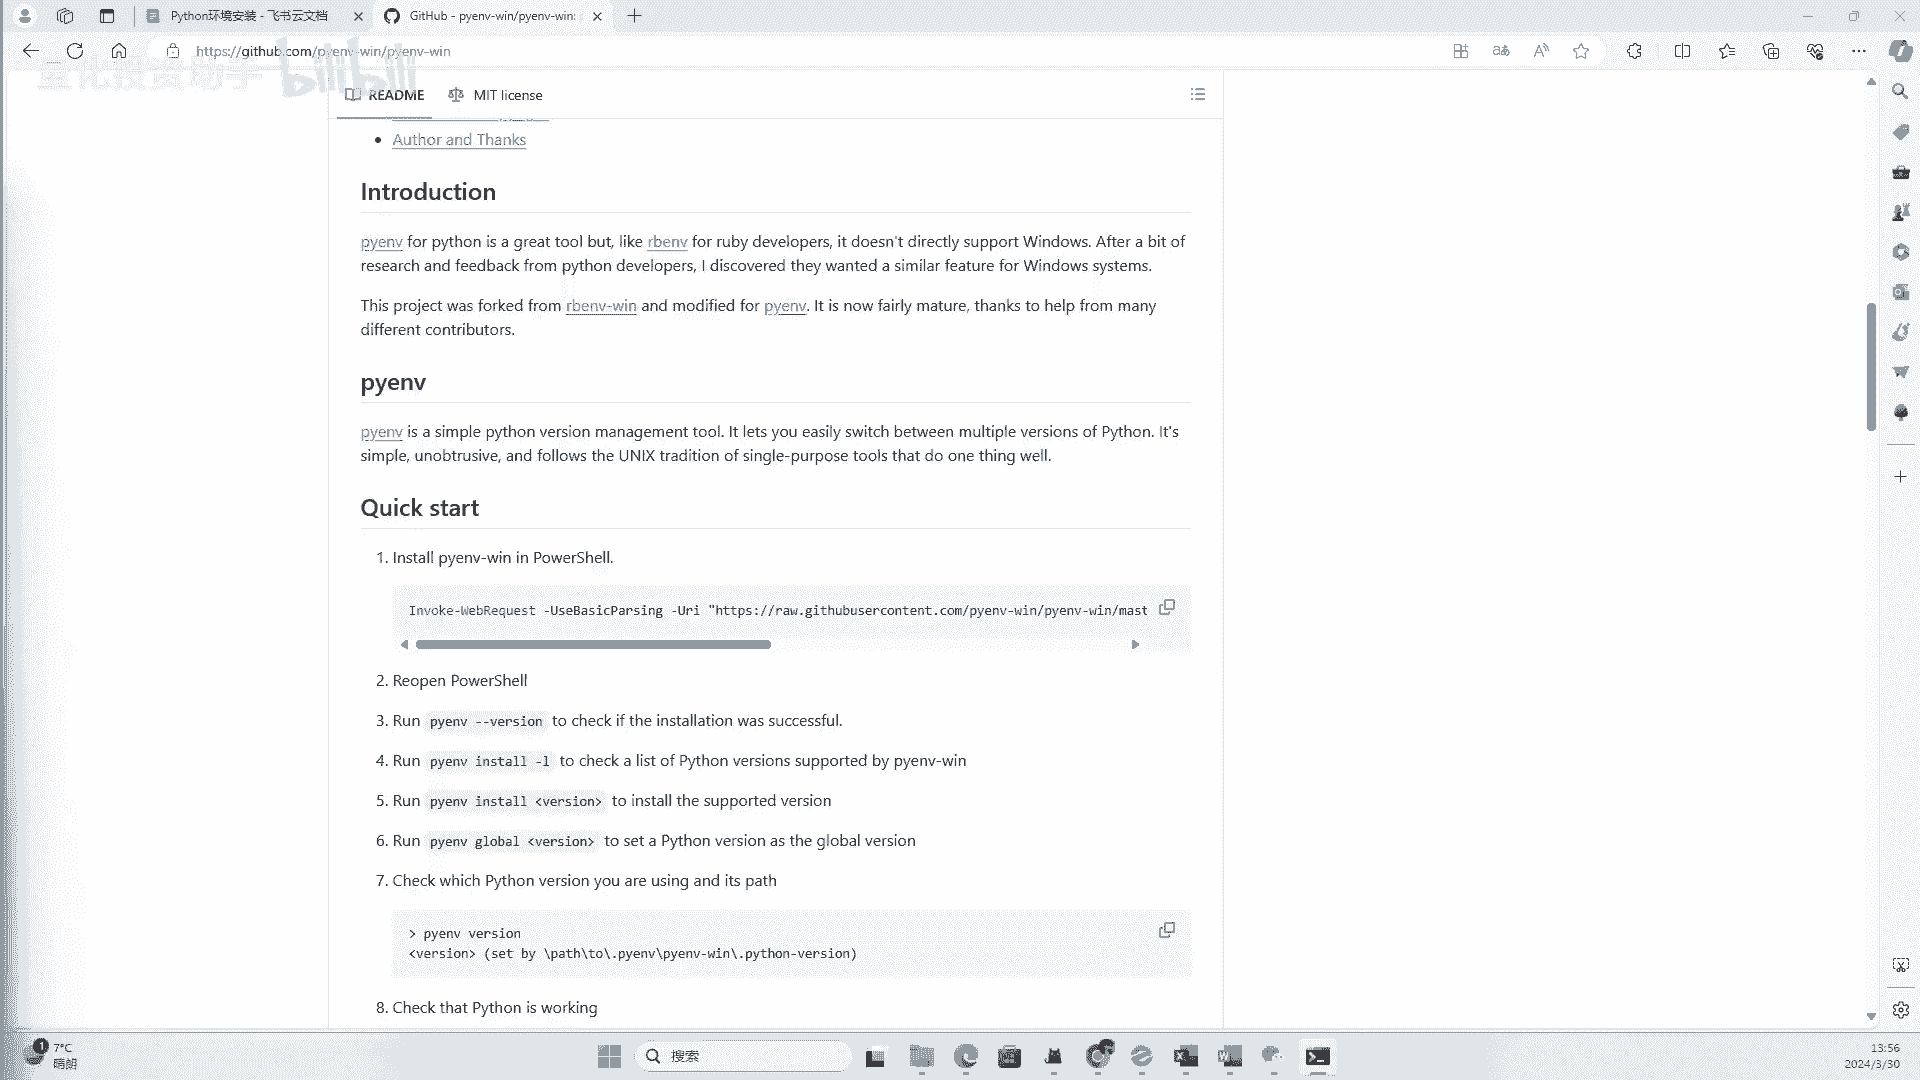 Python环境安装 - 飞书云文档
GitHub - pyenv-win/pyenv-win:
https://github.com/pyenv-win/pyenv-win
量化投资助手 bilibili
README
MIT license
Author and Thanks
Introduction
pyenv for python is a great tool but, like rbenv for ruby developers, it doesn't directly support Windows. After a bit of
research and feedback from python developers, I discovered they wanted a similar feature for Windows systems.
This project was forked from rbenv-win and modified for pyenv. It is now fairly mature, thanks to help from many
different contributors.
pyenv
pyenv is a simple python version management tool. It lets you easily switch between multiple versions of Python. It's
simple, unobtrusive, and follows the UNIX tradition of single-purpose tools that do one thing well.
Quick start
1. Install pyenv-win in PowerShell.
Invoke-WebRequest -UseBasicParsing -Uri "https://raw.githubusercontent.com/pyenv-win/pyenv-win/mast
2. Reopen PowerShell
3. Run pyenv --version to check if the installation was successful.
4. Run pyenv install -l to check a list of Python versions supported by pyenv-win
5. Run pyenv install <version> to install the supported version
6. Run pyenv global <version> to set a Python version as the global version
7. Check which Python version you are using and its path
> pyenv version
<version> (set by \path\to\.pyenv\pyenv-win\.python-version)
8. Check that Python is working
1
7°C
晴朗
搜索
13:56
2024/3/30